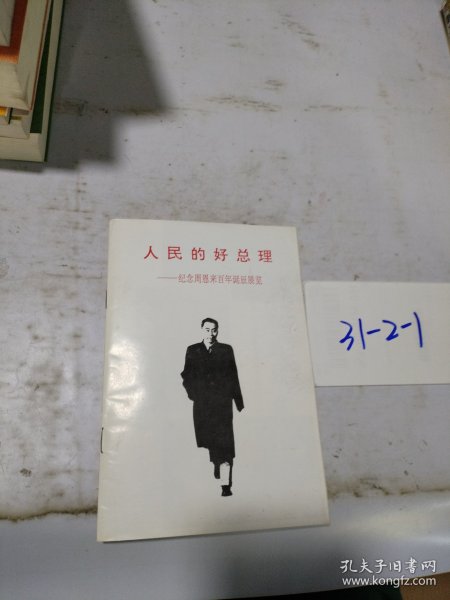 人民的好总理
——纪念周恩来百年诞辰展览
31-2-1
孔夫子旧书网
www.kongfz.com